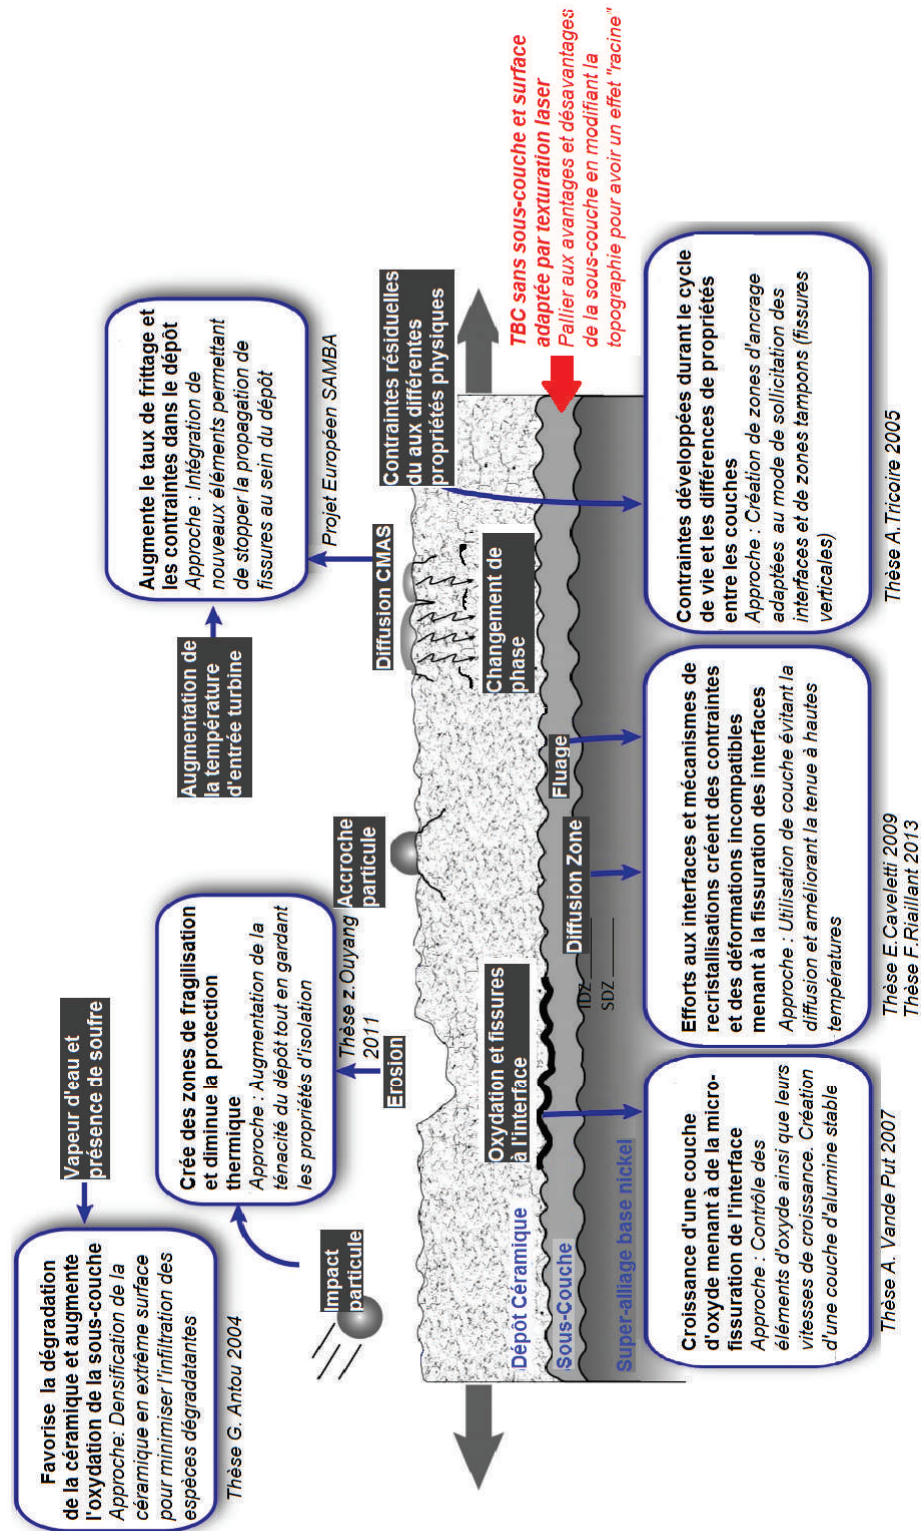 Vapeur d'eau et
présence de soufre
Favorise la dégradation
de la céramique et augmente
l'oxydation de la sous-couche
Approche: Densification de la
céramique en extrême surface
pour minimiser l'infiltration des
espèces dégradatantes
Thèse G. Antou 2004
Impact
particule
Crée des zones de fragilisation
et diminue la protection
thermique
Approche : Augmentation de la
ténacité du dépôt tout en gardant
les propriétés d'isolation
Thèse z.Ouyang
2011
Erosion
Accroche
particule
Augmentation de
la température
d'entrée turbine
Augmente le taux de frittage et
les contraintes dans le dépôt
Approche : Intégration de
nouveaux éléments permettant
de stopper la propagation de
fissures au sein du dépôt
Projet Européen SAMBA
Diffusion CMAS
Contraintes résiduelles
du aux différentes
propriétés physiques
Changement de
phase
Oxydation et fissures
à l'interface
Dépôt Céramique
Sous-Couche
Super-alliage base nickel
IDZ
SDZ
Diffusion Zone
Fluage
TBC sans sous-couche et surface
adaptée par texturation laser
Pallier aux avantages et désavantages
de la sous-couche en modifiant la
topographie pour avoir un effet "racine"
Croissance d'une couche
d'oxyde menant à de la micro-
fissuration de l'interface
Approche : Contrôle des
éléments d'oxyde ainsi que leurs
vitesses de croissance. Création
d'une couche d'alumine stable
Thèse A. Vande Put 2007
Efforts aux interfaces et mécanismes de
recristallisations créent des contraintes
et des déformations incompatibles
menant à la fissuration des interfaces
Approche : Utilisation de couche évitant la
diffusion et améliorant la tenue à hautes
températures
Thèse E.Caveletti 2009
Thèse F.Riaillant 2013
Contraintes développées durant le cycle
de vie et les différences de propriétés
entre les couches
Approche : Création de zones d'ancrage
adaptées au mode de sollicitation des
interfaces et de zones tampons (fissures
verticales)
Thèse A.Tricoire 2005